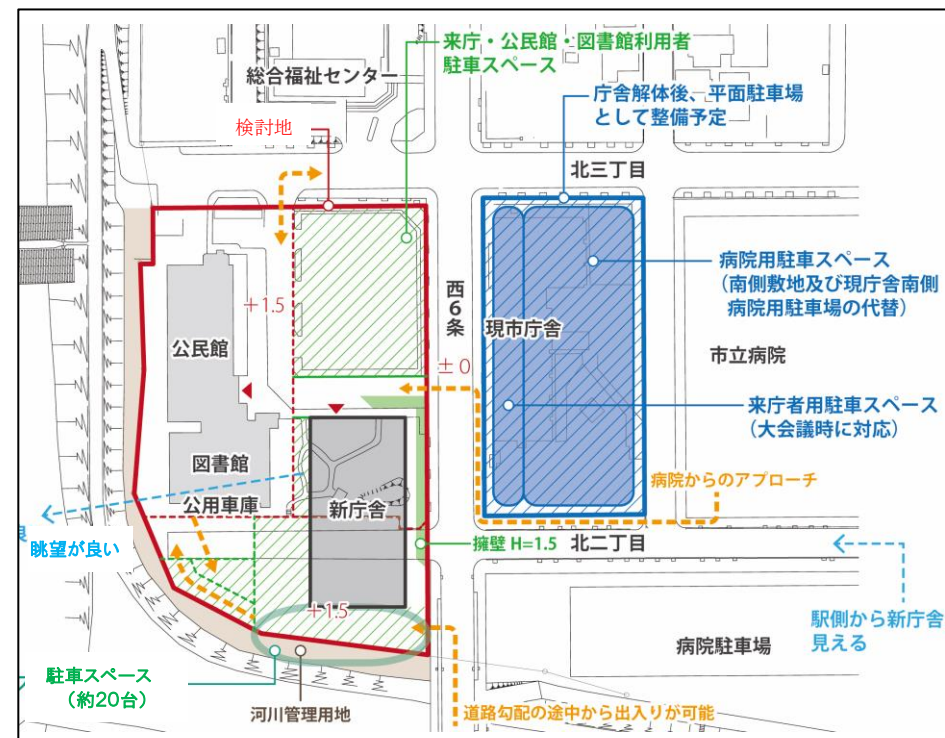 来庁・公民館・図書館利用者
駐車スペース
総合福祉センター
検討地
庁舎解体後、平面駐車場
として整備予定
北三丁目
病院用駐車スペース
(南側敷地及び現庁舎南側
病院用駐車場の代替)
西6条
+1.5
±0
現市庁舎
公民館
市立病院
来庁者用駐車スペース
(大会議時に対応)
図書館
公用車庫
新庁舎
病院からのアプローチ
眺望が良い
擁壁 H=1.5
北二丁目
+1.5
駅側から新庁舎
見える
病院駐車場
駐車スペース
(約20台)
河川管理用地
道路勾配の途中から出入りが可能